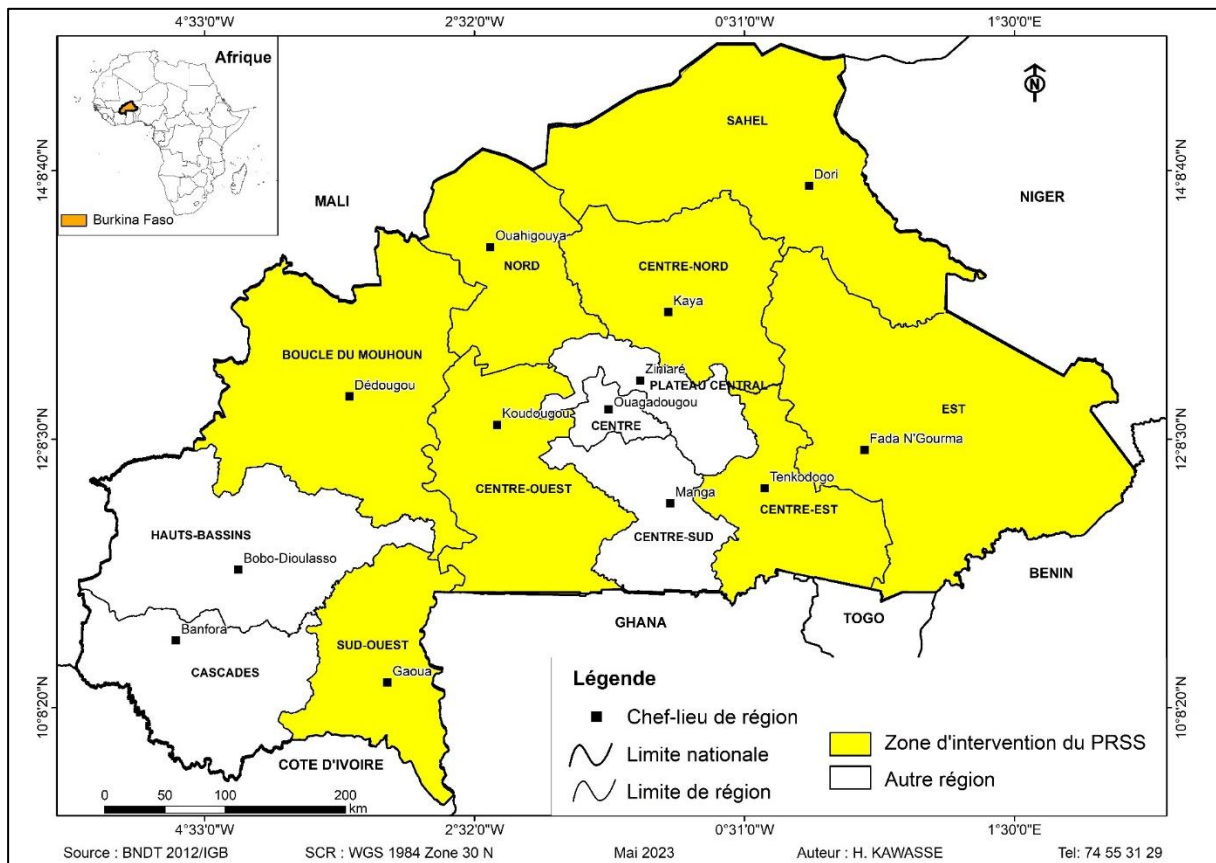 4°33'0"W 2°32'0"W 0°31'0"W 1°30'0"E
Afrique
Burkina Faso
N
14°8'40"N
14°8'40"N
12°8'30"N
12°8'30"N
10°8'20"N
10°8'20"N
SAHEL
Dori
MALI
NIGER
Ouahigouya
NORD
CENTRE-NORD
Kaya
BOUCLE DU MOUHOUN
Dédougou
Ziniaré
PLATEAU CENTRAL
Koudougou
Ouagadougou
CENTRE
EST
Fada N'Gourma
CENTRE-OUEST
Manga
Tenkodogo
CENTRE-EST
HAUTS-BASSINS
CENTRE-SUD
Bobo-Dioulasso
BENIN
Banfora
SUD-OUEST
GHANA
TOGO
CASCADES
Gaoua
COTE D'IVOIRE
Légende
Chef-lieu de région
Limite nationale
Limite de région
Zone d'intervention du PRSS
Autre région
0 50 100 200
km
4°33'0"W 2°32'0"W 0°31'0"W 1°30'0"E
Source : BNDT 2012/IGB SCR : WGS 1984 Zone 30 N Mai 2023 Auteur : H. KAWASSE Tel: 74 55 31 29